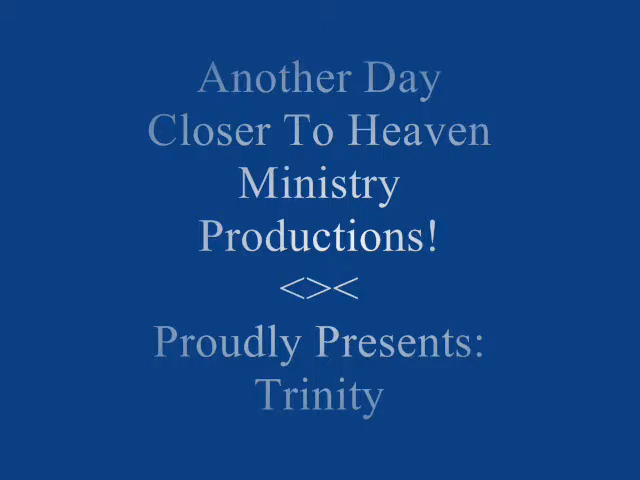 Another Day
Closer To Heaven
Ministry
Productions!
<><
Proudly Presents:
Trinity